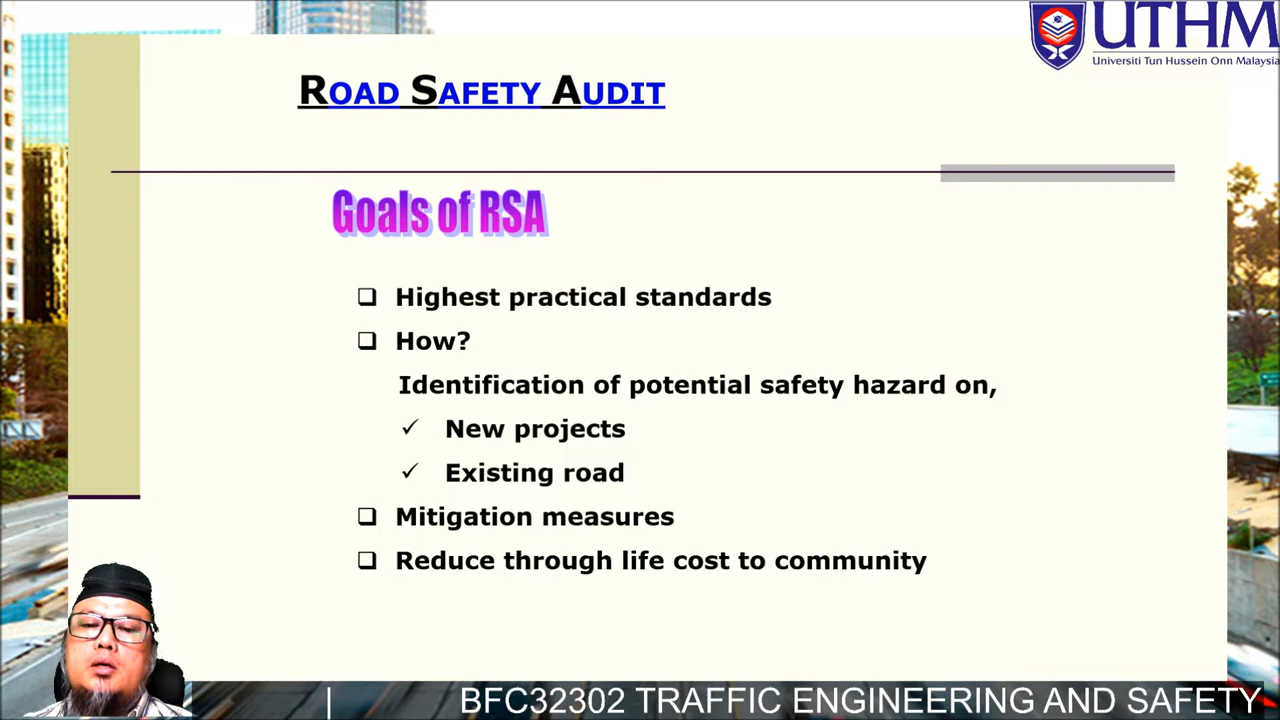 UTHM
Universiti Tun Hussein Onn Malaysia
ROAD SAFETY AUDIT
Goals of RSA
❑ Highest practical standards
❑ How?
Identification of potential safety hazard on,
✓ New projects
✓ Existing road
❑ Mitigation measures
❑ Reduce through life cost to community
| BFC32302 TRAFFIC ENGINEERING AND SAFETY